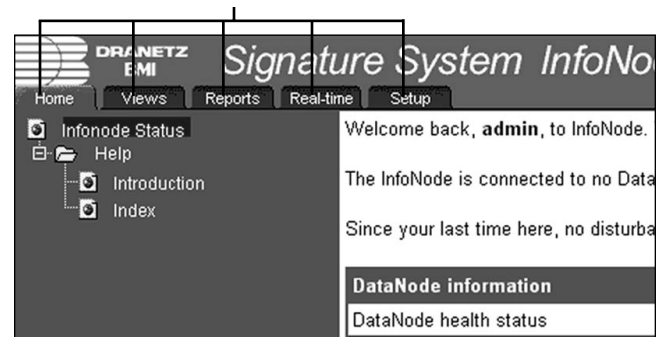 DRANETZ
BMI
Signature System InfoNo
Home Views Reports Real-time Setup
Infonode Status
Help
Introduction
Index
Welcome back, admin, to InfoNode.
The InfoNode is connected to no Data
Since your last time here, no disturba
DataNode information
DataNode health status